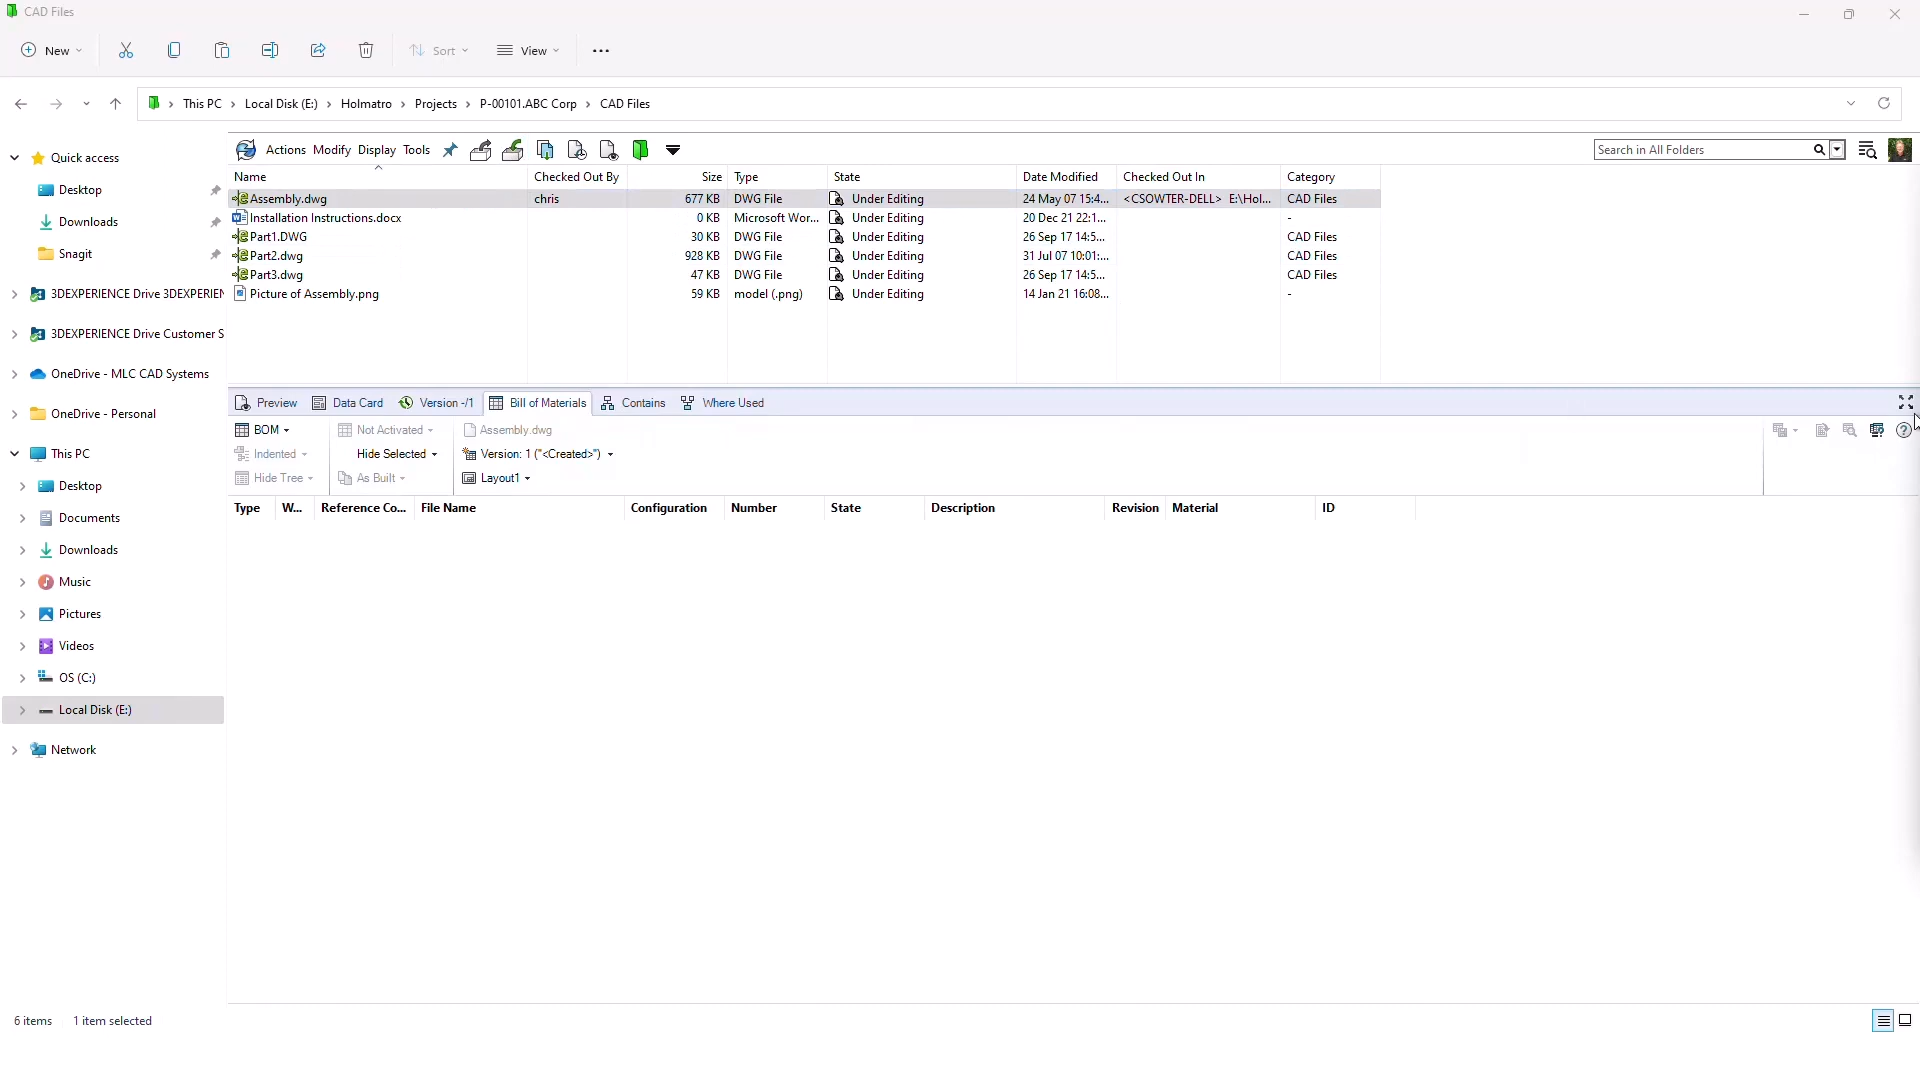 CAD Files
New
Sort
View
This PC > Local Disk (E:) > Holmatro > Projects > P-00101.ABC Corp > CAD Files
Quick access
Desktop
Downloads
Snagit
3DEXPERIENCE Drive 3DEXPERIEN
3DEXPERIENCE Drive Customer S
OneDrive - MLC CAD Systems
OneDrive - Personal
This PC
Desktop
Documents
Downloads
Music
Pictures
Videos
OS (C:)
Local Disk (E:)
Network
Actions Modify Display Tools
Search in All Folders
Name Checked Out By Size Type State Date Modified Checked Out In Category
Assembly.dwg chris 677 KB DWG File Under Editing 24 May 07 15:4... <CSOWTER-DELL> E:\Hol... CAD Files
Installation Instructions.docx 0 KB Microsoft Wor... Under Editing 20 Dec 21 22:1... -
Part1.DWG 30 KB DWG File Under Editing 26 Sep 17 14:5... CAD Files
Part2.dwg 928 KB DWG File Under Editing 31 Jul 07 10:01:... CAD Files
Part3.dwg 47 KB DWG File Under Editing 26 Sep 17 14:5... CAD Files
Picture of Assembly.png 59 KB model (.png) Under Editing 14 Jan 21 16:08... -
Preview Data Card Version -/1 Bill of Materials Contains Where Used
BOM Not Activated Assembly.dwg
Indented Hide Selected Version: 1 ("<Created>")
Hide Tree As Built Layout1
Type W... Reference Co... File Name Configuration Number State Description Revision Material ID
6 items 1 item selected